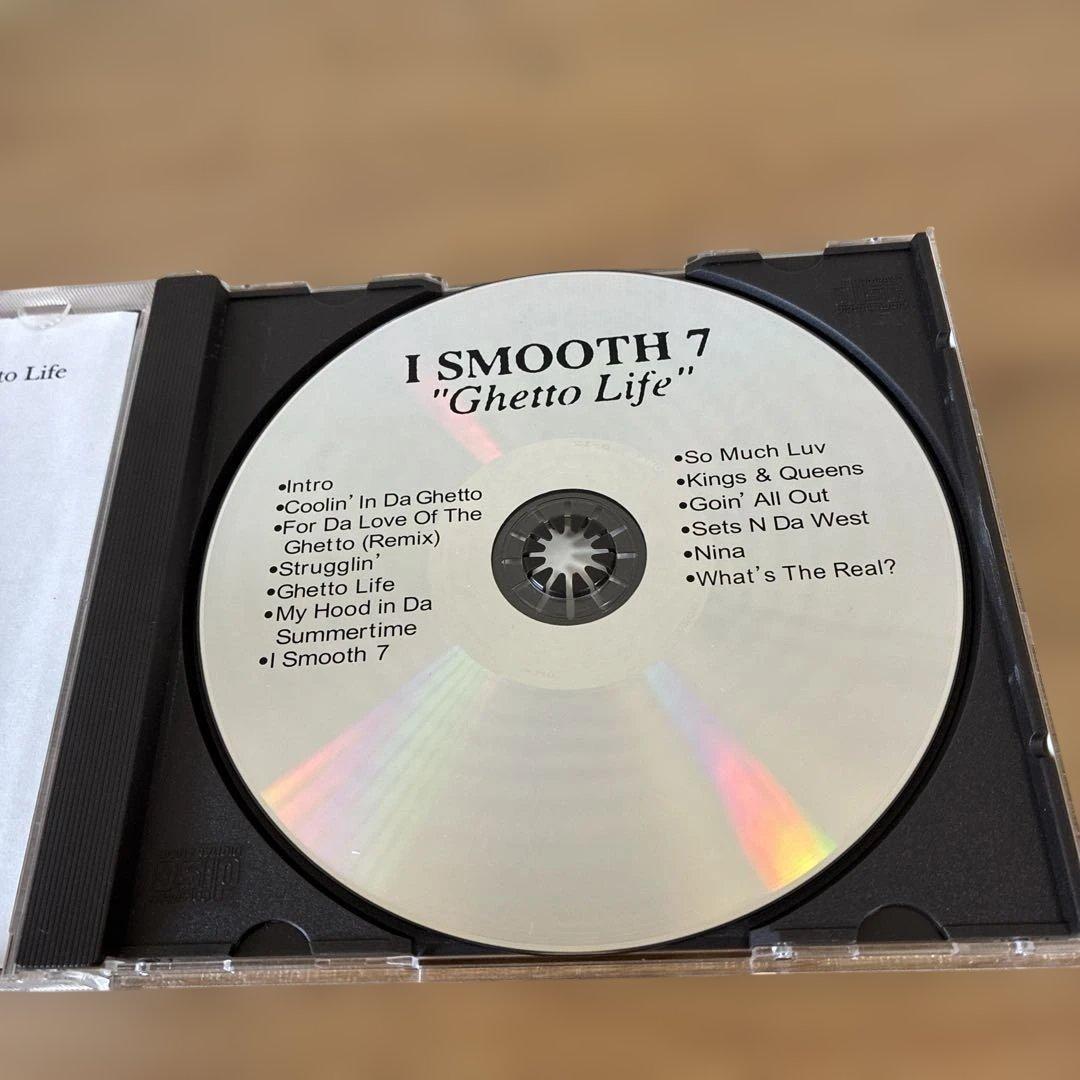 to Life
I SMOOTH 7
"Ghetto Life"
•Intro
•Coolin' In Da Ghetto
•For Da Love Of The
Ghetto (Remix)
•Strugglin'
•Ghetto Life
•My Hood in Da
Summertime
•I Smooth 7
•So Much Luv
•Kings & Queens
•Goin' All Out
•Sets N Da West
•Nina
•What's The Real?